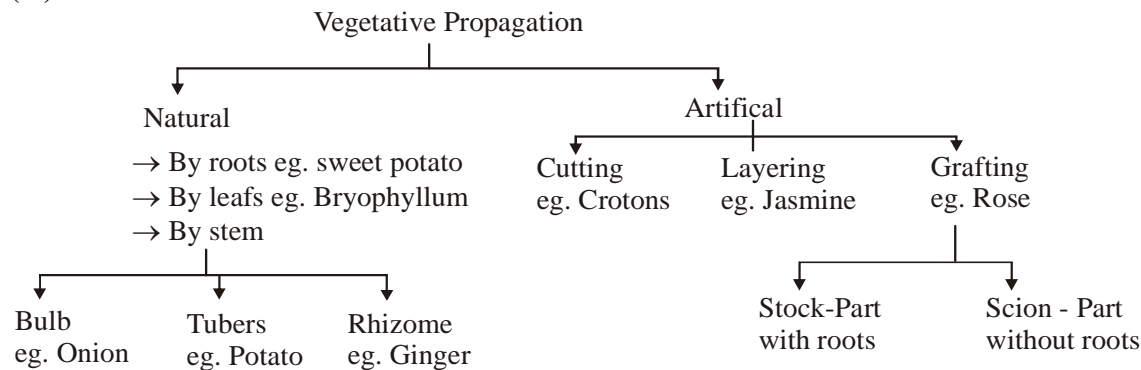 Vegetative Propagation
Natural
→ By roots eg. sweet potato
→ By leafs eg. Bryophyllum
→ By stem
Bulb
eg. Onion
Tubers
eg. Potato
Rhizome
eg. Ginger
Artifical
Cutting
eg. Crotons
Layering
eg. Jasmine
Grafting
eg. Rose
Stock-Part
with roots
Scion - Part
without roots